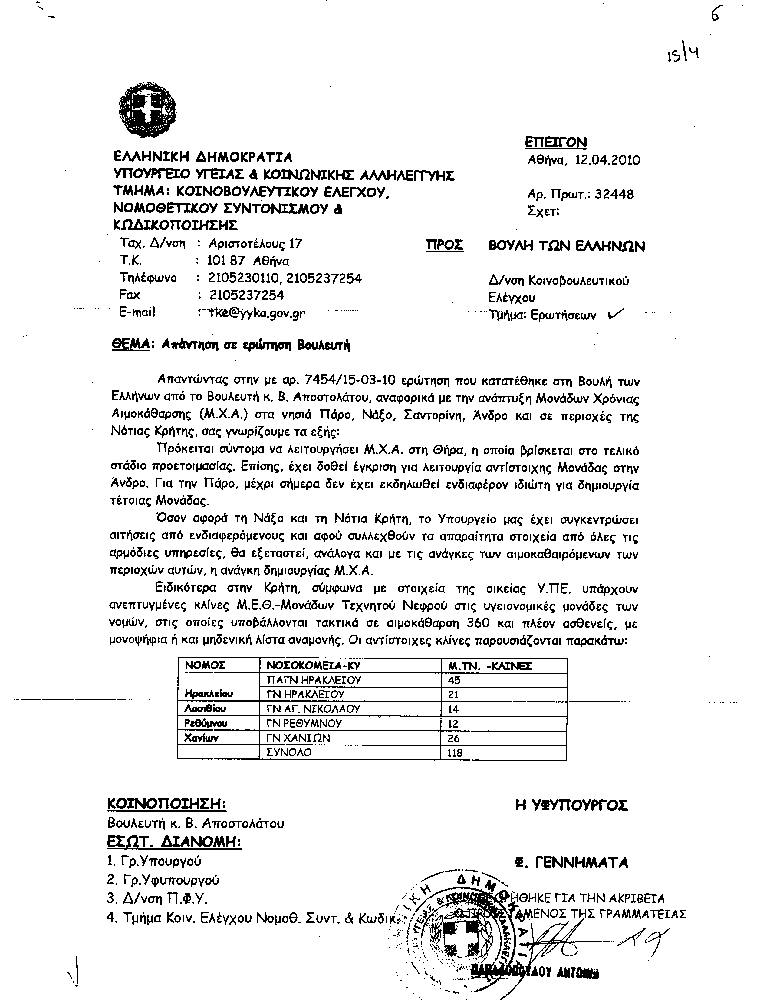 6
15/4
ΕΠΕΙΓΟΝ
Αθήνα, 12.04.2010
ΕΛΛΗΝΙΚΗ ΔΗΜΟΚΡΑΤΙΑ
ΥΠΟΥΡΓΕΙΟ ΥΓΕΙΑΣ & ΚΟΙΝΩΝΙΚΗΣ ΑΛΛΗΛΕΓΓΥΗΣ
ΤΜΗΜΑ: ΚΟΙΝΟΒΟΥΛΕΥΤΙΚΟΥ ΕΛΕΓΧΟΥ,
ΝΟΜΟΘΕΤΙΚΟΥ ΣΥΝΤΟΝΙΣΜΟΥ &
ΚΩΔΙΚΟΠΟΙΗΣΗΣ
Αρ. Πρωτ.: 32448
Σχετ:
Ταχ. Δ/νση : Αριστοτέλους 17
Τ.Κ. : 101 87 Αθήνα
Τηλέφωνο : 2105230110, 2105237254
Fax : 2105237254
E-mail : tke@yyka.gov.gr
ΠΡΟΣ ΒΟΥΛΗ ΤΩΝ ΕΛΛΗΝΩΝ
Δ/νση Κοινοβουλευτικού
Ελέγχου
Τμήμα: Ερωτήσεων ✓
ΘΕΜΑ: Απάντηση σε ερώτηση Βουλευτή
Απαντώντας στην με αρ. 7454/15-03-10 ερώτηση που κατατέθηκε στη Βουλή των
Ελλήνων από το Βουλευτή κ. Β. Αποστολάτου, αναφορικά με την ανάπτυξη Μονάδων Χρόνιας
Αιμοκάθαρσης (Μ.Χ.Α.) στα νησιά Πάρο, Νάξο, Σαντορίνη, Άνδρο και σε περιοχές της
Νότιας Κρήτης, σας γνωρίζουμε τα εξής:
Πρόκειται σύντομα να λειτουργήσει Μ.Χ.Α. στη Θήρα, η οποία βρίσκεται στο τελικό
στάδιο προετοιμασίας. Επίσης, έχει δοθεί έγκριση για λειτουργία αντίστοιχης Μονάδας στην
Άνδρο. Για την Πάρο, μέχρι σήμερα δεν έχει εκδηλωθεί ενδιαφέρον ιδιώτη για δημιουργία
τέτοιας Μονάδας.
Όσον αφορά τη Νάξο και τη Νότια Κρήτη, το Υπουργείο μας έχει συγκεντρώσει
αιτήσεις από ενδιαφερόμενους και αφού συλλεχθούν τα απαραίτητα στοιχεία από όλες τις
αρμόδιες υπηρεσίες, θα εξεταστεί, ανάλογα και με τις ανάγκες των αιμοκαθαιρόμενων των
περιοχών αυτών, η ανάγκη δημιουργίας Μ.Χ.Α.
Ειδικότερα στην Κρήτη, σύμφωνα με στοιχεία της οικείας Υ.ΠΕ. υπάρχουν
ανεπτυγμένες κλίνες Μ.Ε.Θ.-Μονάδων Τεχνητού Νεφρού στις υγειονομικές μονάδες των
νομών, στις οποίες υποβάλλονται τακτικά σε αιμοκάθαρση 360 και πλέον ασθενείς, με
μονοψήφια ή και μηδενική λίστα αναμονής. Οι αντίστοιχες κλίνες παρουσιάζονται παρακάτω:
ΝΟΜΟΣ ΝΟΣΟΚΟΜΕΙΑ-ΚΥ Μ.ΤΝ. -ΚΛΙΝΕΣ
ΠΑΓΝ ΗΡΑΚΛΕΙΟΥ 45
Ηρακλείου ΓΝ ΗΡΑΚΛΕΙΟΥ 21
Λασιθίου ΓΝ ΑΓ. ΝΙΚΟΛΑΟΥ 14
Ρεθύμνου ΓΝ ΡΕΘΥΜΝΟΥ 12
Χανίων ΓΝ ΧΑΝΙΩΝ 26
ΣΥΝΟΛΟ 118
ΚΟΙΝΟΠΟΙΗΣΗ:
Βουλευτή κ. Β. Αποστολάτου
ΕΣΩΤ. ΔΙΑΝΟΜΗ:
1. Γρ.Υπουργού
2. Γρ.Υφυπουργού
3. Δ/νση Π.Φ.Υ.
4. Τμήμα Κοιν. Ελέγχου Νομοθ. Συντ. & Κωδικ.
Η ΥΦΥΠΟΥΡΓΟΣ
Φ. ΓΕΝΝΗΜΑΤΑ
ΘΕΩΡΗΘΗΚΕ ΓΙΑ ΤΗΝ ΑΚΡΙΒΕΙΑ
Ο ΠΡΟΪΣΤΑΜΕΝΟΣ ΤΗΣ ΓΡΑΜΜΑΤΕΙΑΣ
ΠΑΠΑΔΟΠΟΥΛΟΥ ΑΝΤΩΝΙΑ